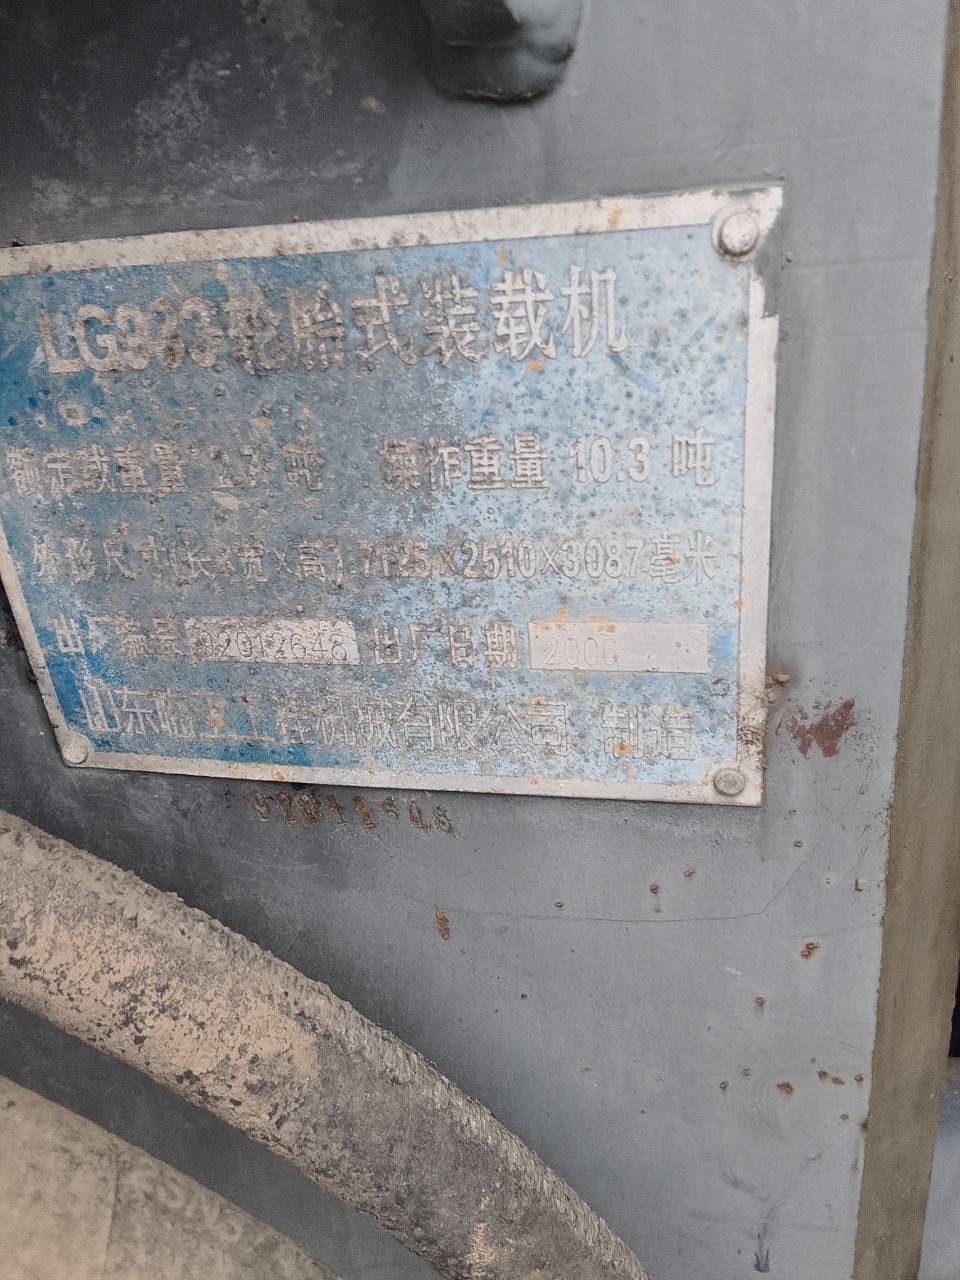 LG933轮胎式装载机
额定载重量 吨 操作重量 10.3 吨
外形尺寸(长×宽×高):7125×2510×3087毫米
出厂编号 92012648 出厂日期 2006
山东临工工程机械有限公司 制造